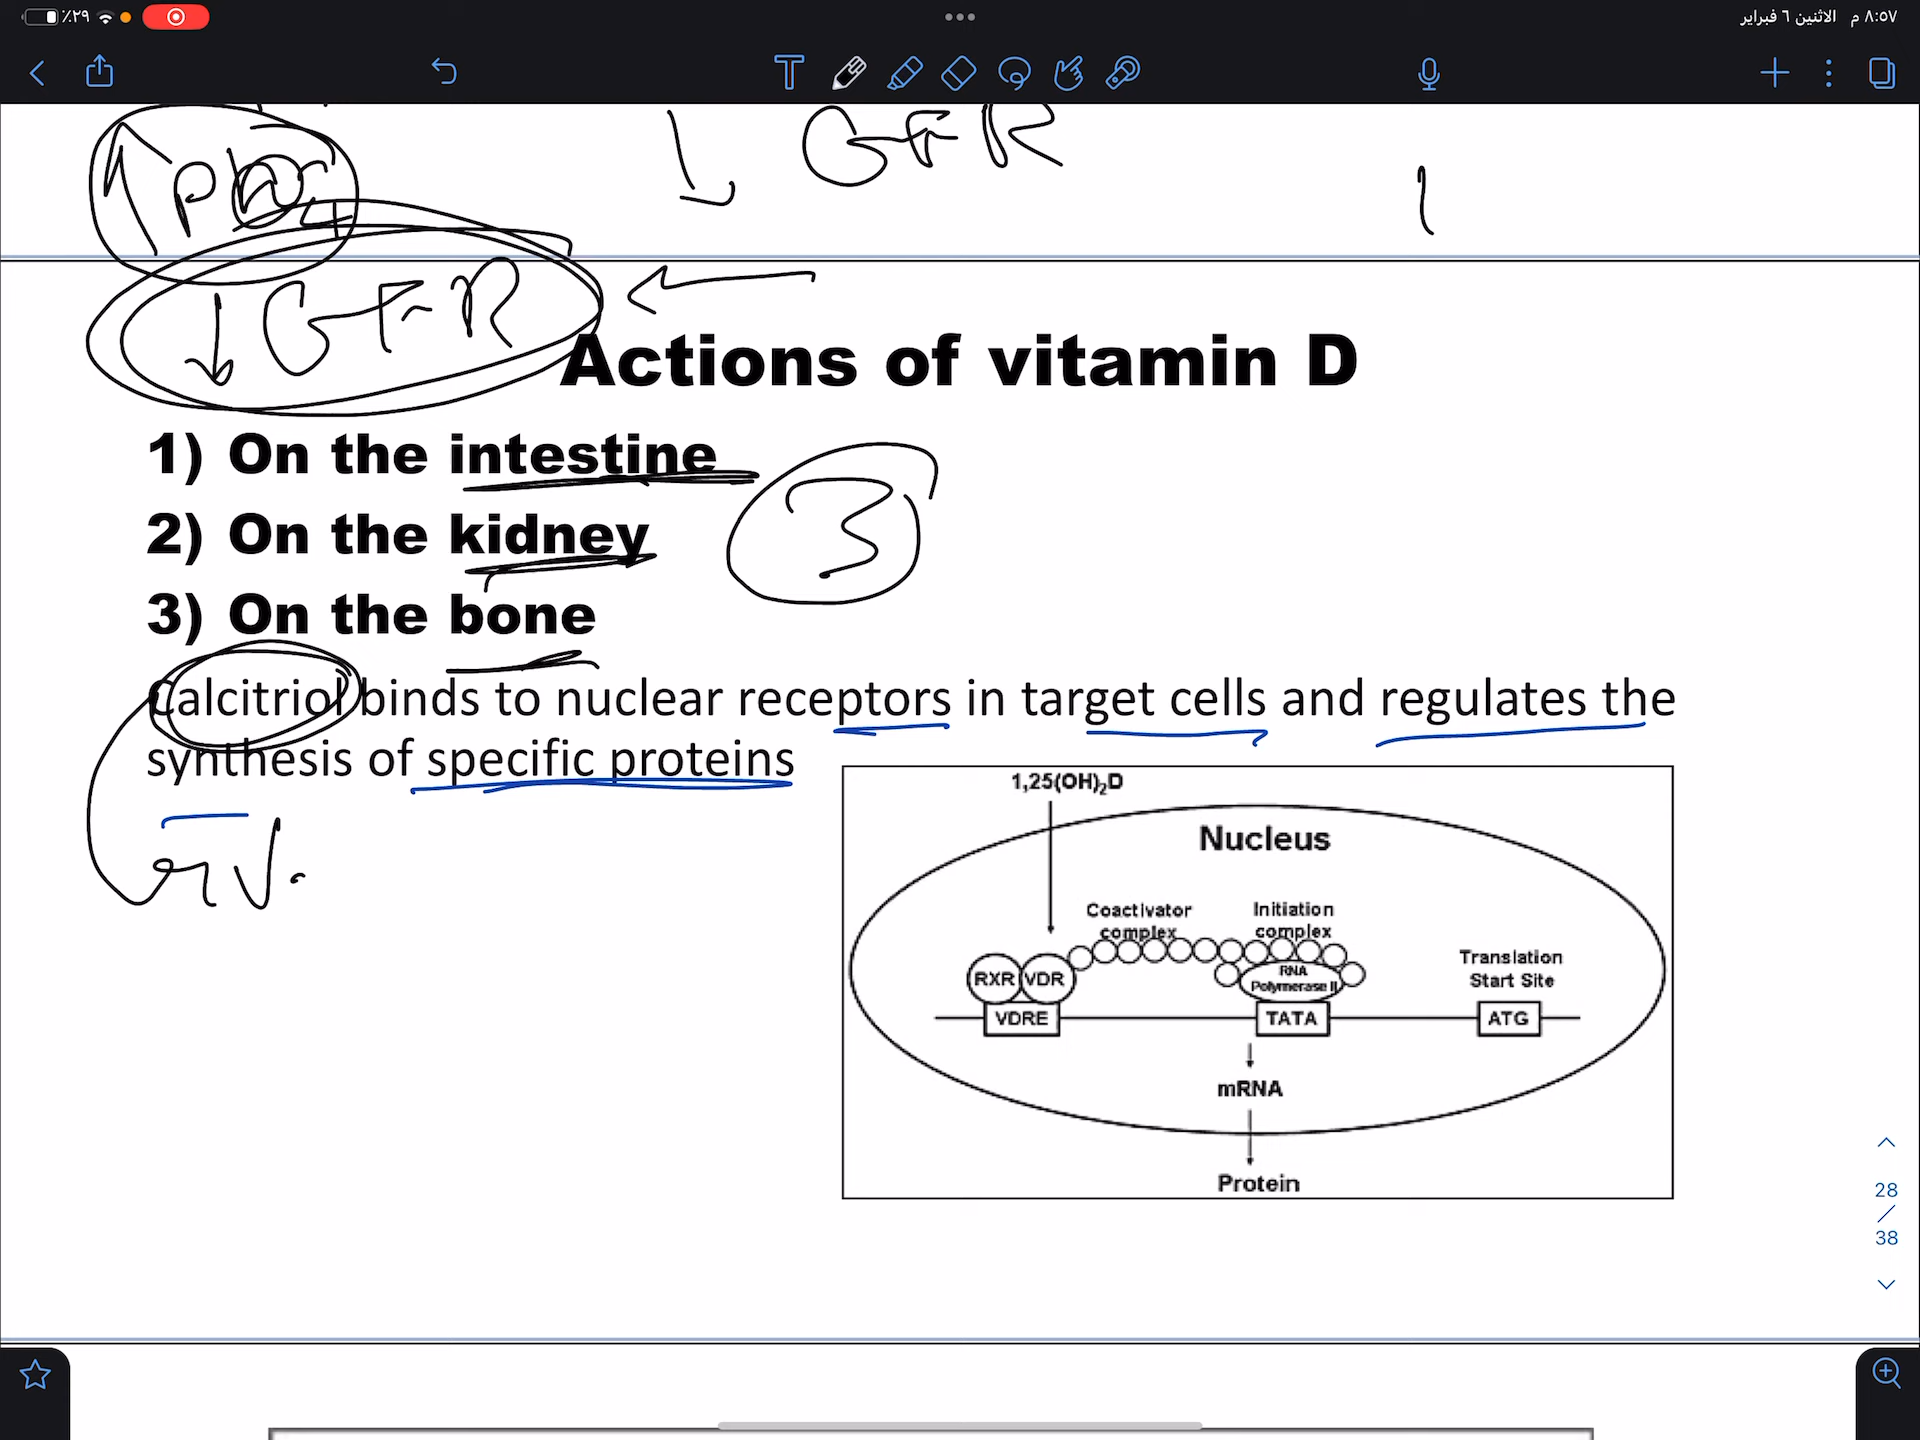 ٪٢٩
٨:٥٧ م الاثنين ٦ فبراير
↓ GFR
↓ GFR
Actions of vitamin D
1) On the intestine
2) On the kidney
3
3) On the bone
Calcitriol binds to nuclear receptors in target cells and regulates the
synthesis of specific proteins
1,25(OH)₂D
Nucleus
Coactivator complex
Initiation complex
Translation Start Site
RXR VDR
RNA Polymerase II
VDRE
TATA
ATG
mRNA
Protein
28
/
38